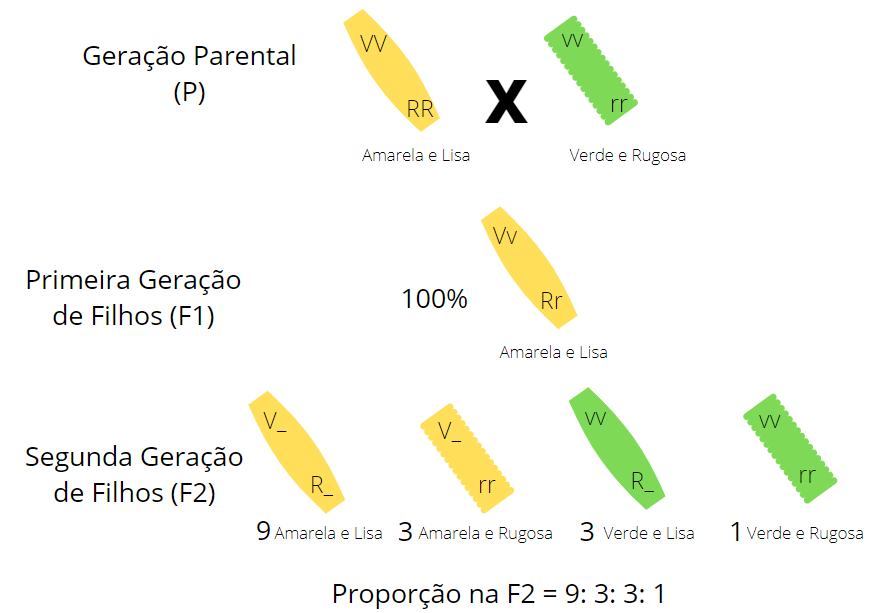 Geração Parental
(P)
VV
RR
X
vv
rr
Amarela e Lisa
Verde e Rugosa
Primeira Geração
de Filhos (F1)
100%
Vv
Rr
Amarela e Lisa
Segunda Geração
de Filhos (F2)
V_
R_
V_
rr
vv
R_
vv
rr
9 Amarela e Lisa
3 Amarela e Rugosa
3 Verde e Lisa
1 Verde e Rugosa
Proporção na F2 = 9: 3: 3: 1